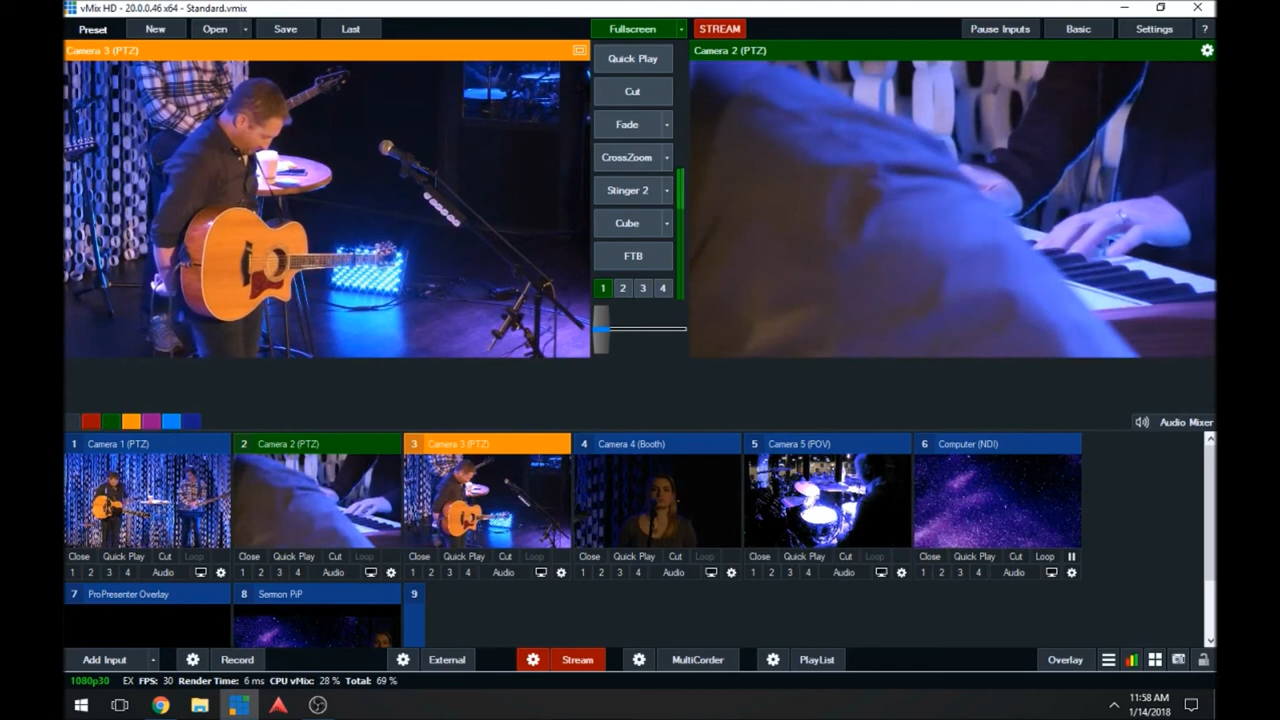 vMix HD - 20.0.0.46 x64 - Standard.vmix
Preset New Open Save Last Fullscreen STREAM Pause Inputs Basic Settings ?
Camera 3 (PTZ) Camera 2 (PTZ)
Quick Play
Cut
Fade
CrossZoom
Stinger 2
Cube
FTB
1 2 3 4
Audio Mixer
1 Camera 1 (PTZ) 2 Camera 2 (PTZ) 3 Camera 3 (PTZ) 4 Camera 4 (Booth) 5 Camera 5 (POV) 6 Computer (NDI)
Close Quick Play Cut Loop Close Quick Play Cut Loop Close Quick Play Cut Loop Close Quick Play Cut Loop Close Quick Play Cut Loop Close Quick Play Cut Loop
1 2 3 4 Audio 1 2 3 4 Audio 1 2 3 4 Audio 1 2 3 4 Audio 1 2 3 4 Audio 1 2 3 4 Audio
7 ProPresenter Overlay 8 Sermon PiP 9
Add Input Record External Stream MultiCorder PlayList Overlay
1080p30 EX FPS: 30 Render Time: 6 ms CPU vMix: 28 % Total: 69 %
11:58 AM
1/14/2018